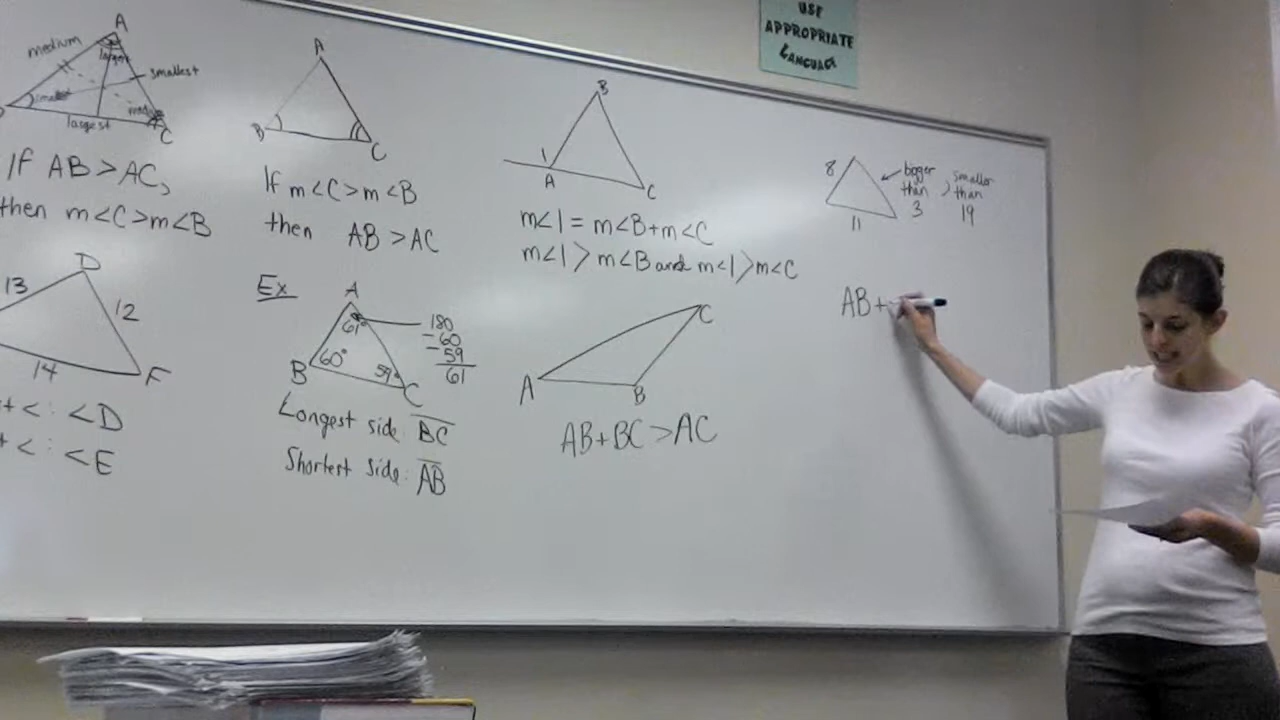 USE
APPROPRIATE
LANGUAGE
A
medium
largest
smallest
smallest
medium
largest
C
If AB > AC,
then m<C > m<B
D
13
12
14
F
<: <D
<: <E
A
B
C
If m<C > m<B
then AB > AC
Ex
A
61°
B
60°
59°
C
180
-60
-59
61
Longest side: BC
Shortest side: AB
B
1
A
C
m<1 = m<B+m<C
m<1 > m<B and m<1 > m<C
C
A
B
AB+BC > AC
8
11
bigger
than
3
, smaller
than
19
AB+